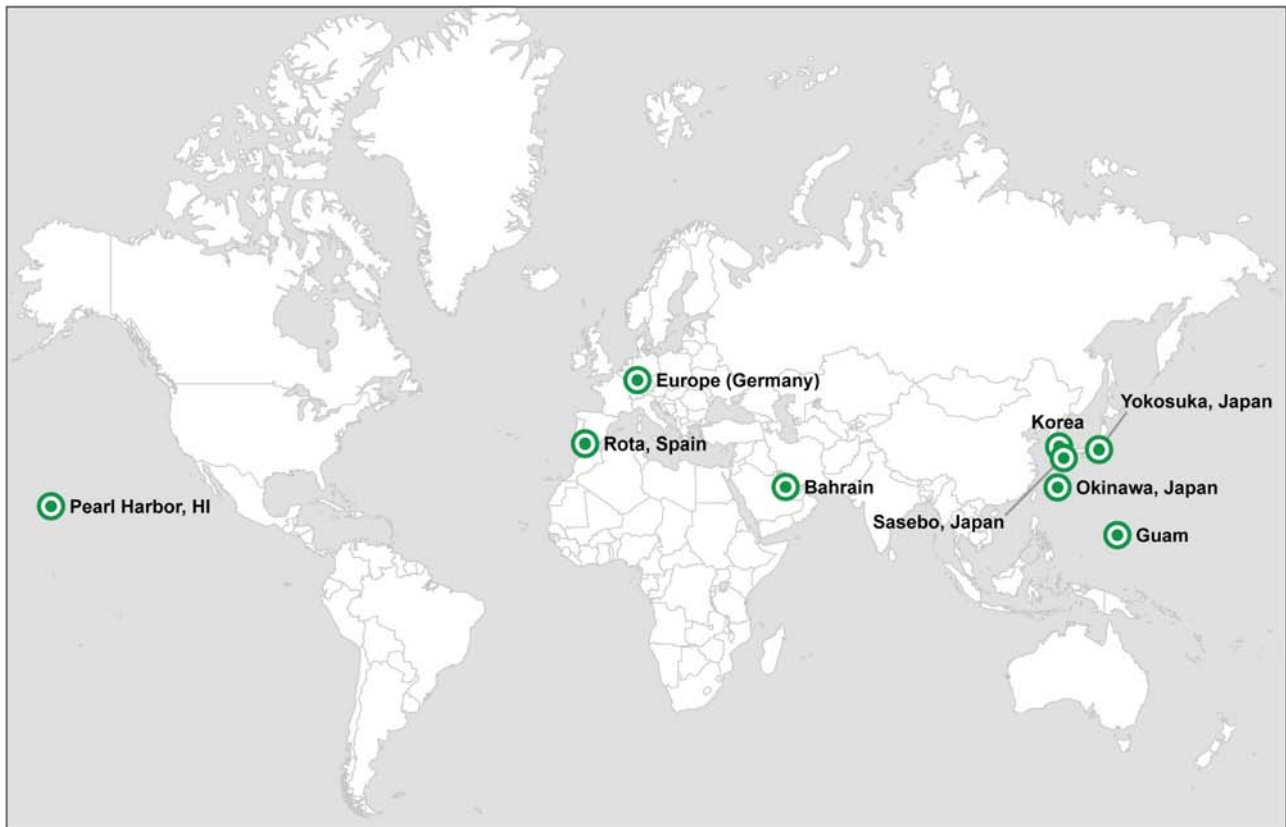 Europe (Germany)
Yokosuka, Japan
Korea
Rota, Spain
Bahrain
Okinawa, Japan
Pearl Harbor, HI
Sasebo, Japan
Guam